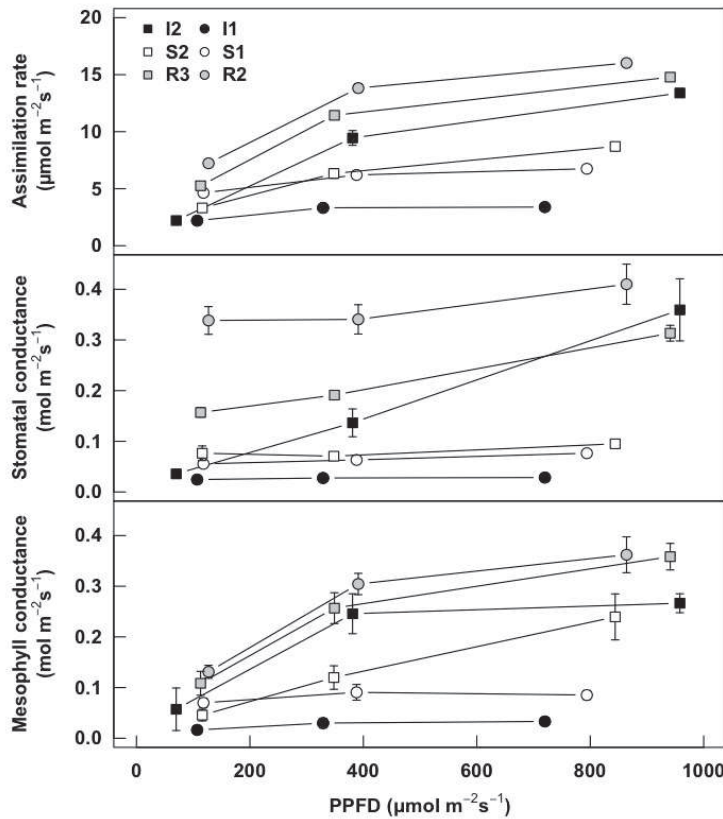 20
15
10
5
0
Assimilation rate
(μmol m−2s−1)
I2 I1
S2 S1
R3 R2
0.4
0.3
0.2
0.1
0.0
Stomatal conductance
(mol m−2s−1)
0.4
0.3
0.2
0.1
0.0
Mesophyll conductance
(mol m−2s−1)
0 200 400 600 800 1000
PPFD (μmol m−2s−1)